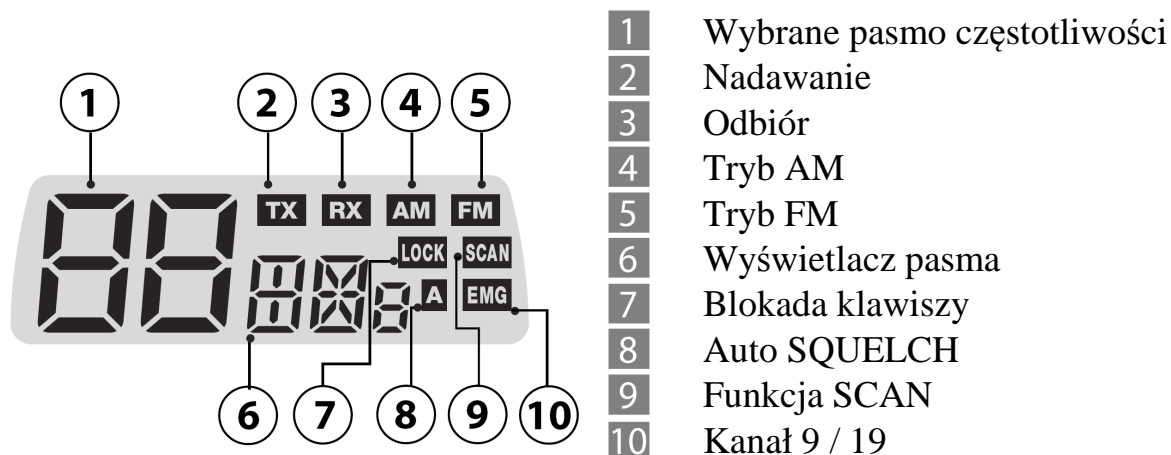 1 2 3 4 5
TX RX AM FM
LOCK SCAN
A EMG
6 7 8 9 10
1 Wybrane pasmo częstotliwości
2 Nadawanie
3 Odbiór
4 Tryb AM
5 Tryb FM
6 Wyświetlacz pasma
7 Blokada klawiszy
8 Auto SQUELCH
9 Funkcja SCAN
10 Kanał 9 / 19